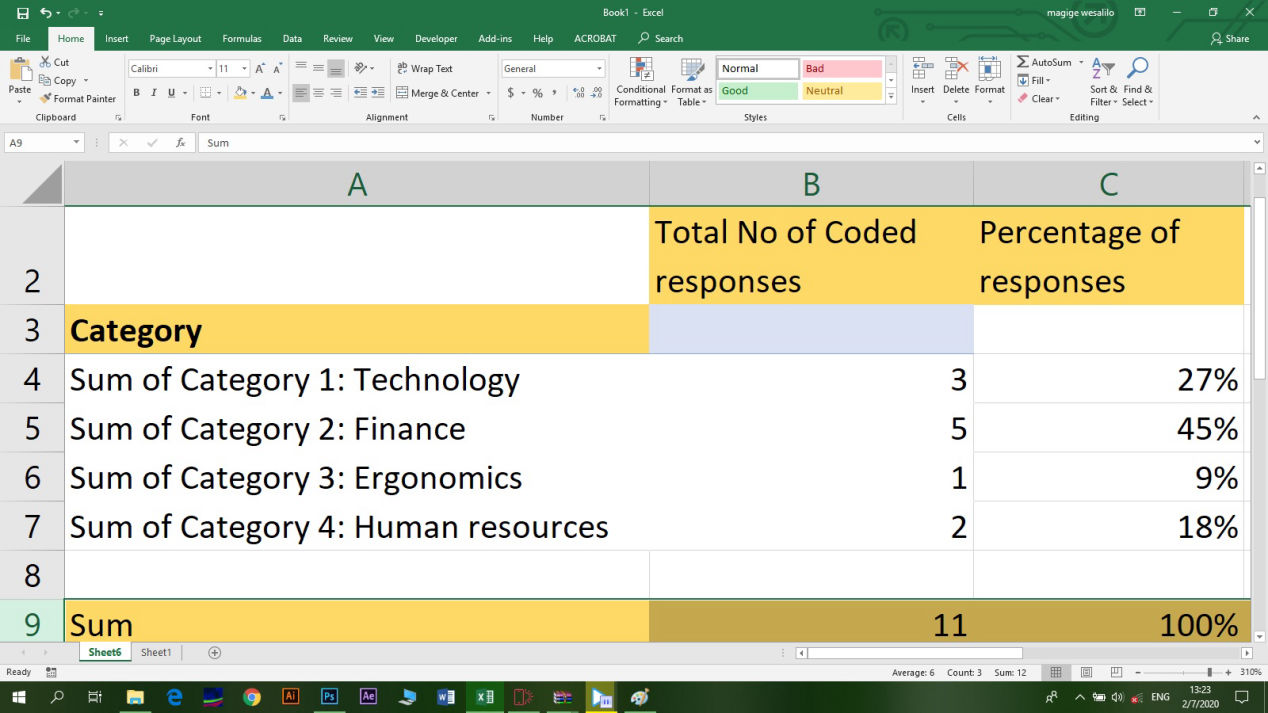 Book1 - Excel
magige wesalilo
File Home Insert Page Layout Formulas Data Review View Developer Add-ins Help ACROBAT Search Share
Paste
Cut
Copy
Format Painter
Clipboard
Calibri 11
B I U
Font
Wrap Text
Merge & Center
Alignment
General
$ % ,
Number
Conditional Formatting
Format as Table
Normal Bad
Good Neutral
Styles
Insert Delete Format
Cells
AutoSum
Fill
Clear
Sort & Filter
Find & Select
Editing
A9 fx Sum
A B C
2 Total No of Coded responses Percentage of responses
3 Category
4 Sum of Category 1: Technology 3 27%
5 Sum of Category 2: Finance 5 45%
6 Sum of Category 3: Ergonomics 1 9%
7 Sum of Category 4: Human resources 2 18%
8
9 Sum 11 100%
Sheet6 Sheet1
Ready Average: 6 Count: 3 Sum: 12 310%
Ai Ps Ae ENG 13:23
2/7/2020